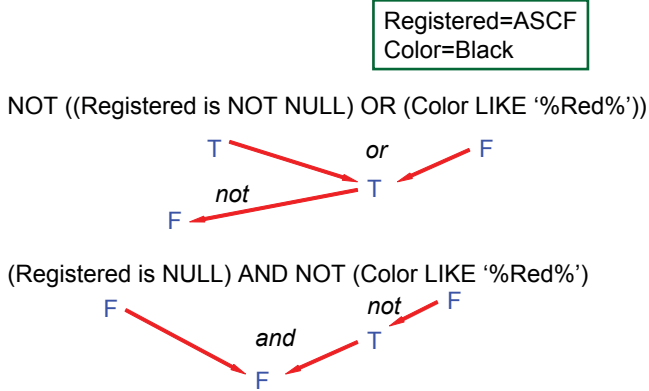 Registered=ASCF
Color=Black
NOT ((Registered is NOT NULL) OR (Color LIKE ‘%Red%’))
T or F
not T
F
(Registered is NULL) AND NOT (Color LIKE ‘%Red%’)
F not F
and T
F